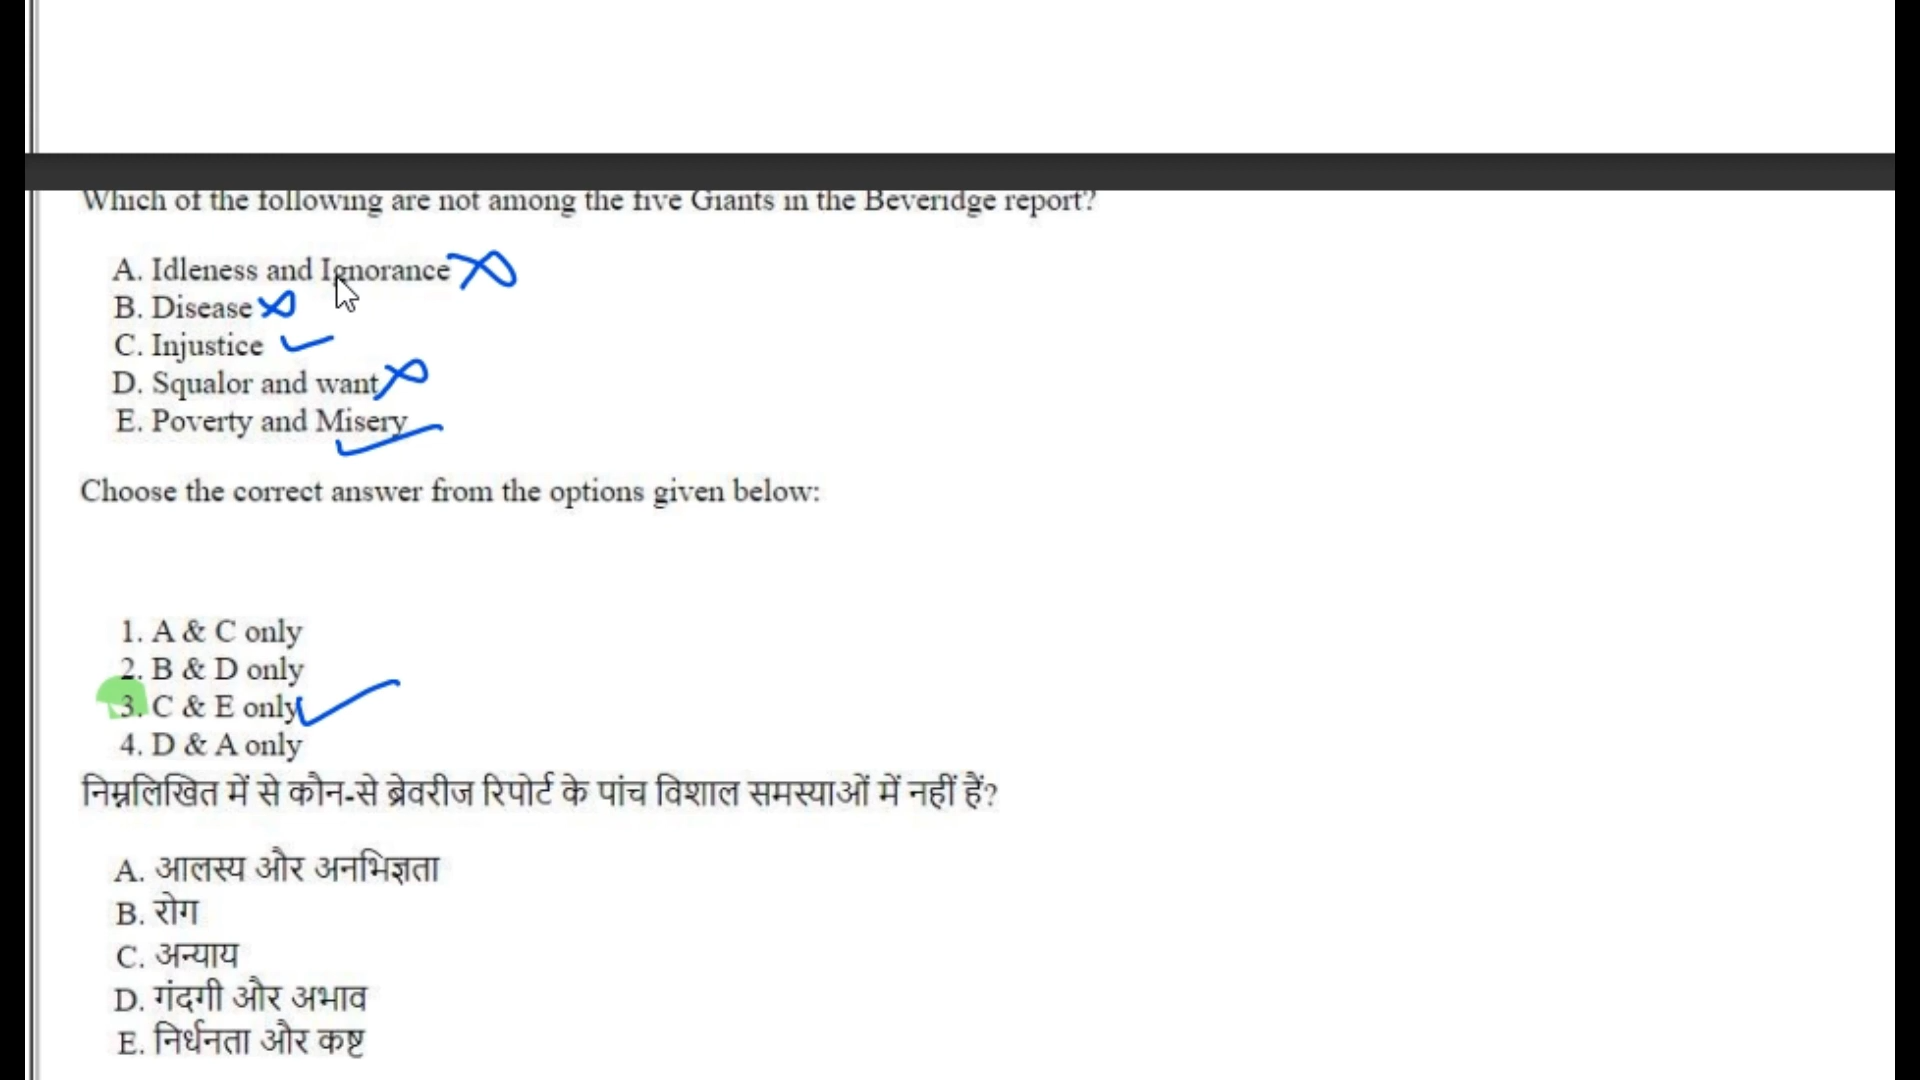 Which of the following are not among the five Giants in the Beveridge report?
A. Idleness and Ignorance
B. Disease
C. Injustice
D. Squalor and want
E. Poverty and Misery
Choose the correct answer from the options given below:
1. A & C only
2. B & D only
3. C & E only
4. D & A only
निम्नलिखित में से कौन-से ब्रेवरीज रिपोर्ट के पांच विशाल समस्याओं में नहीं हैं?
A. आलस्य और अनभिज्ञता
B. रोग
C. अन्याय
D. गंदगी और अभाव
E. निर्धनता और कष्ट